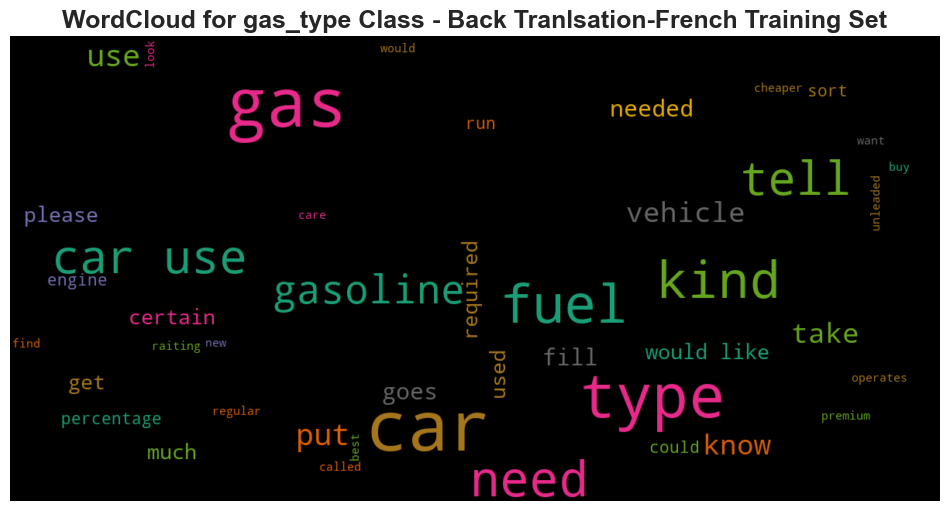 WordCloud for gas_type Class - Back Tranlsation-French Training Set
would
look
use
cheaper
sort
gas
needed
run
want
buy
tell
unleaded
please
care
vehicle
car use
required
engine
gasoline
kind
fuel
certain
take
find
raiting
new
would like
fill
used
get
goes
type
operates
percentage
regular
car
premium
put
best
know
could
much
called
need